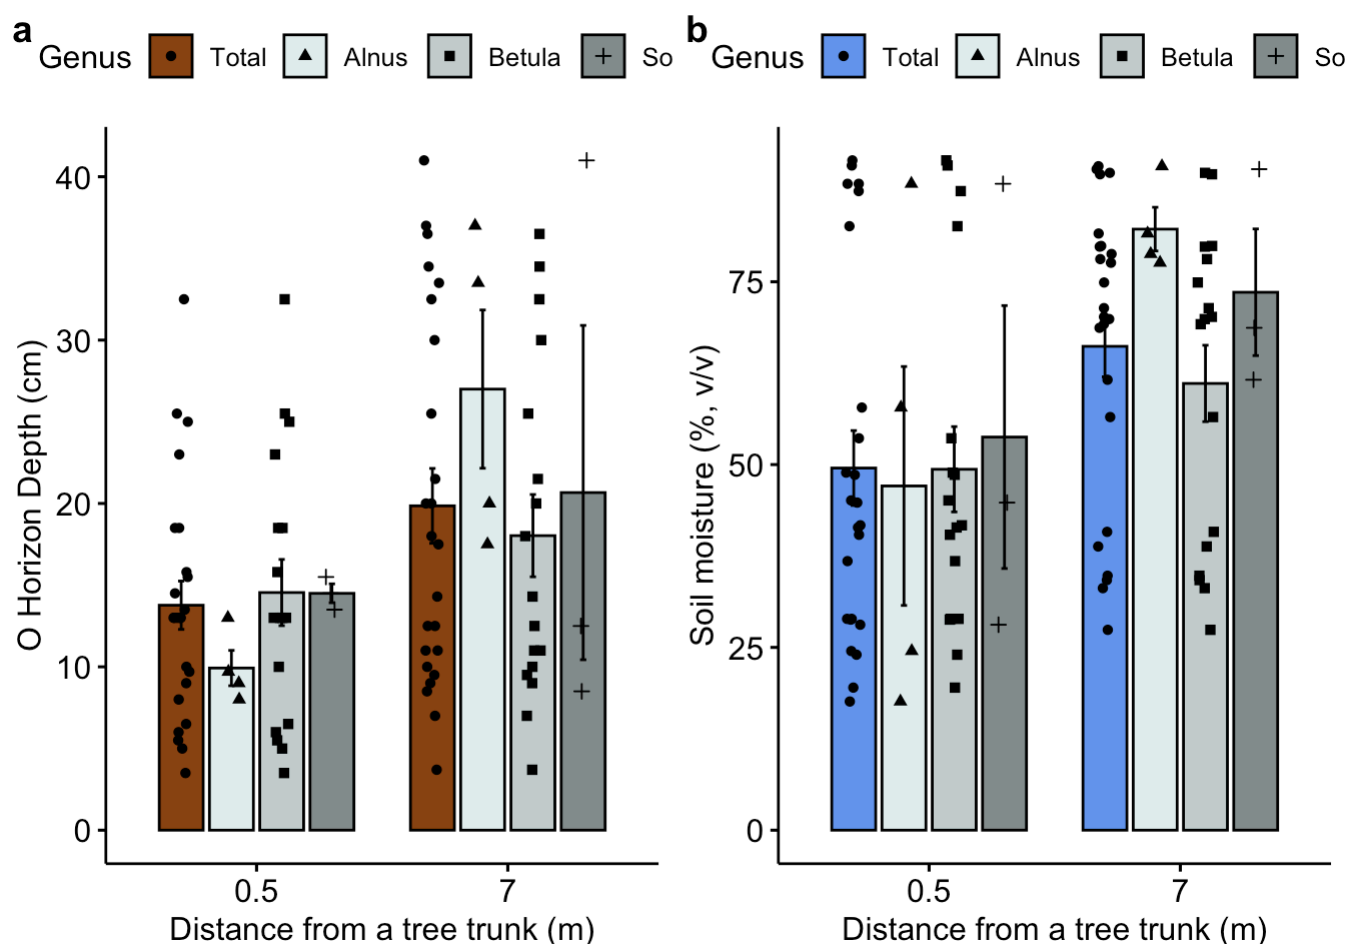 a
Genus Total Alnus Betula So
O Horizon Depth (cm)
40
30
20
10
0
0.5 7
Distance from a tree trunk (m)
b
Genus Total Alnus Betula So
Soil moisture (%, v/v)
75
50
25
0
0.5 7
Distance from a tree trunk (m)